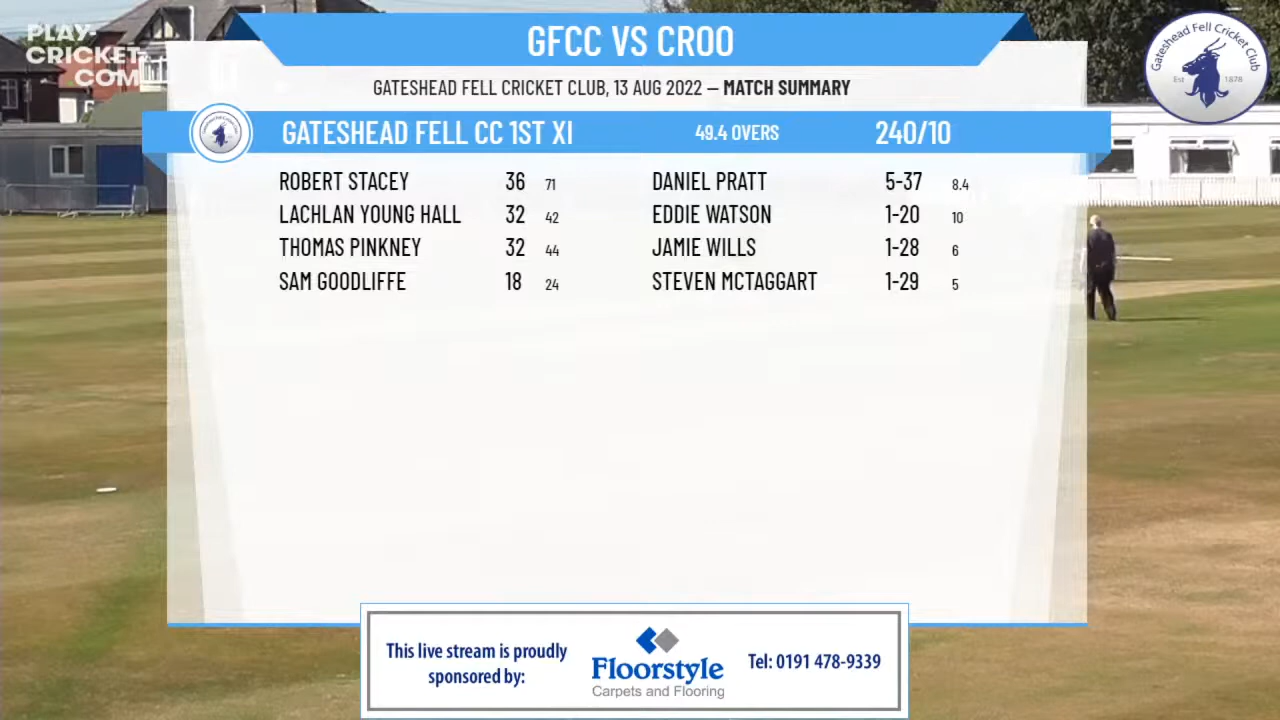 PLAY-
CRICKET
COM
GFCC VS CROO
Gateshead Fell Cricket Club
Est 1878
GATESHEAD FELL CRICKET CLUB, 13 AUG 2022 – MATCH SUMMARY
GATESHEAD FELL CC 1ST XI 49.4 OVERS 240/10
ROBERT STACEY 36 71 DANIEL PRATT 5-37 8.4
LACHLAN YOUNG HALL 32 42 EDDIE WATSON 1-20 10
THOMAS PINKNEY 32 44 JAMIE WILLS 1-28 6
SAM GOODLIFFE 18 24 STEVEN MCTAGGART 1-29 5
This live stream is proudly
sponsored by:
Floorstyle
Carpets and Flooring
Tel: 0191 478-9339